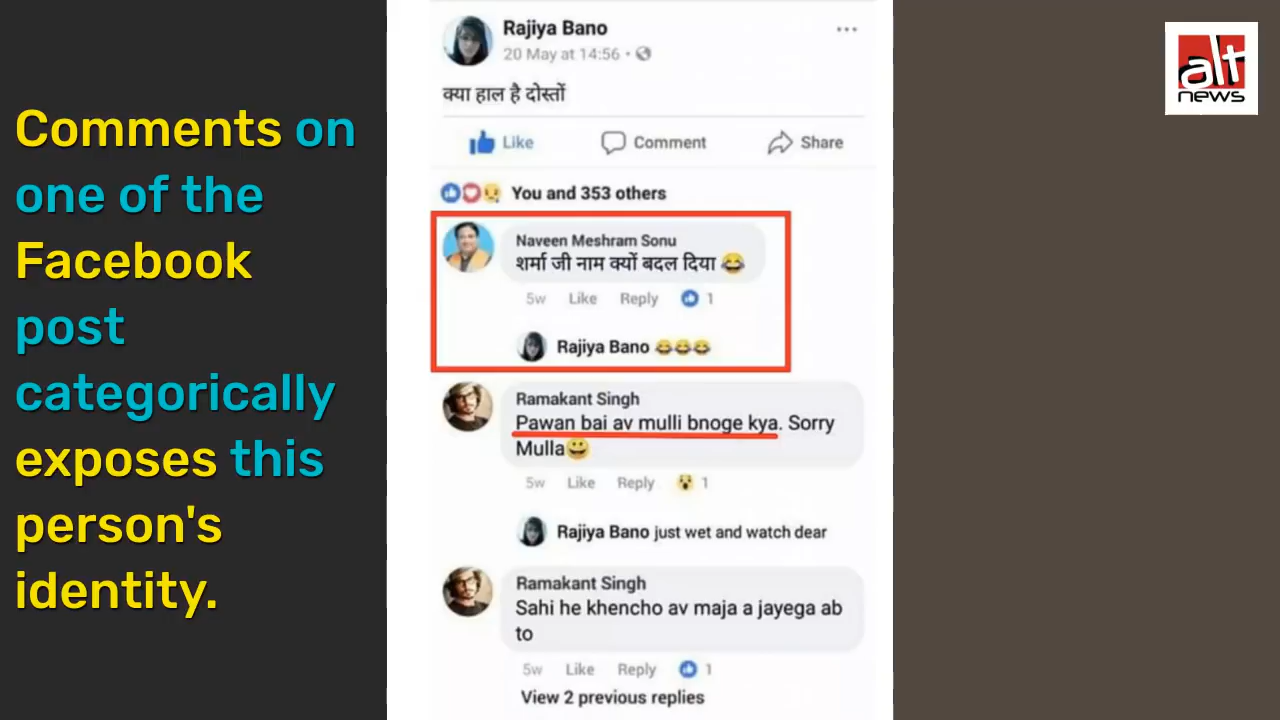 Comments on
one of the
Facebook
post
categorically
exposes this
person's
identity.
Rajiya Bano
20 May at 14:56
क्या हाल है दोस्तों
Like Comment Share
You and 353 others
Naveen Meshram Sonu
शर्मा जी नाम क्यों बदल दिया 😂
5w Like Reply 1
Rajiya Bano 😂😂😂
Ramakant Singh
Pawan bai av mulli bnoge kya. Sorry
Mulla😀
5w Like Reply 😲 1
Rajiya Bano just wet and watch dear
Ramakant Singh
Sahi he khencho av maja a jayega ab
to
5w Like Reply 1
View 2 previous replies
alt
news